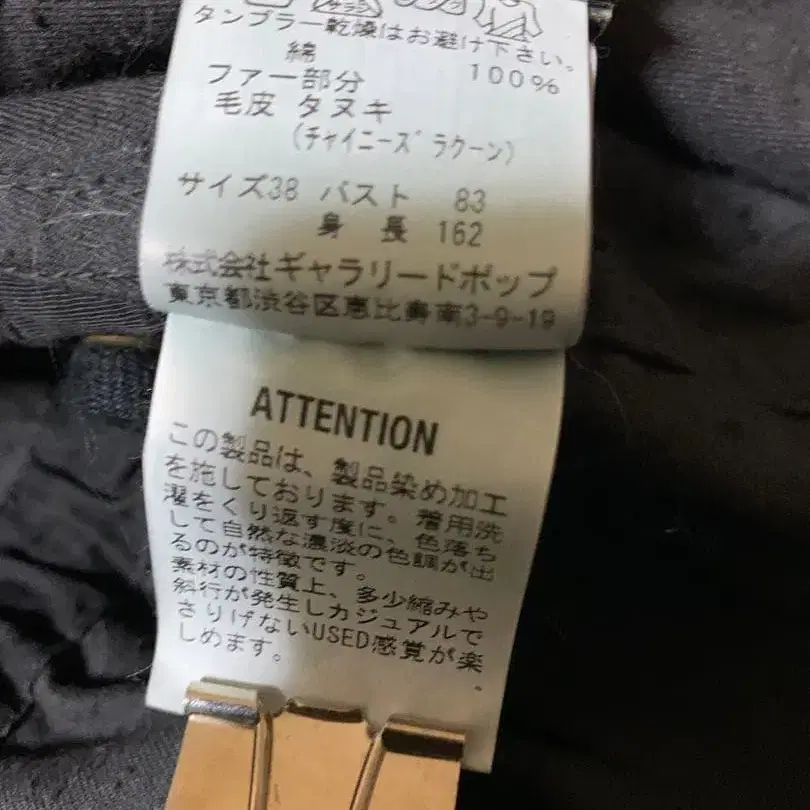 タンブラー乾燥はお避け下さい。
綿 100%
ファー部分
毛皮 タヌキ
(チャイニーズ ラクーン)
サイズ38 バスト 83
身 長 162
株式会社ギャラリードポップ
東京都渋谷区恵比寿南3-9-19
ATTENTION
この製品は、製品染め加工
を施しております。着用洗
濯をくり返す度に、色落ち
して自然な濃淡の色調が出
るのが特徴です。
素材の性質上、多少縮みや
斜行が発生しカジュアルで
さりげないUSED感覚が楽
しめます。